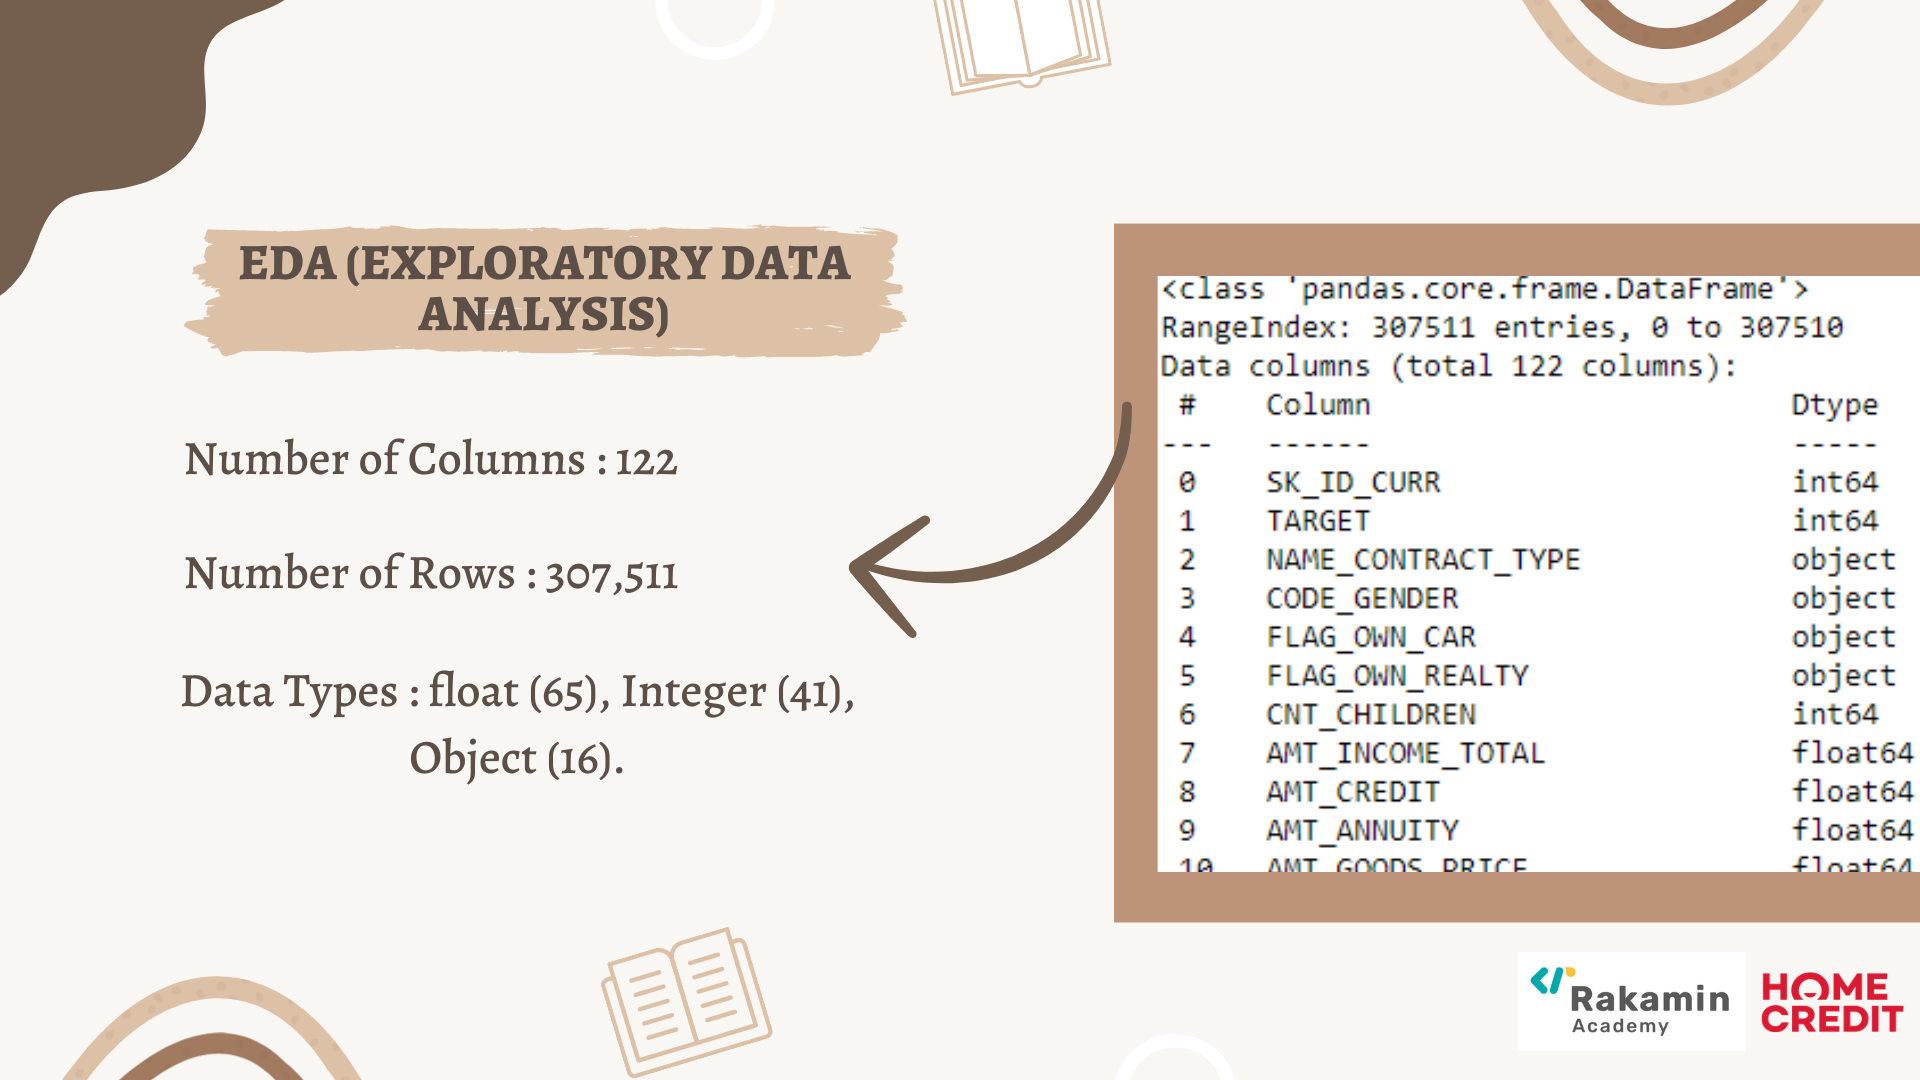 EDA (EXPLORATORY DATA
ANALYSIS)
Number of Columns : 122
Number of Rows : 307,511
Data Types : float (65), Integer (41),
Object (16).
<class 'pandas.core.frame.DataFrame'>
RangeIndex: 307511 entries, 0 to 307510
Data columns (total 122 columns):
# Column Dtype
--- ------ -----
0 SK_ID_CURR int64
1 TARGET int64
2 NAME_CONTRACT_TYPE object
3 CODE_GENDER object
4 FLAG_OWN_CAR object
5 FLAG_OWN_REALTY object
6 CNT_CHILDREN int64
7 AMT_INCOME_TOTAL float64
8 AMT_CREDIT float64
9 AMT_ANNUITY float64
10 AMT_GOODS_PRICE float64
Rakamin
Academy
HOME
CREDIT